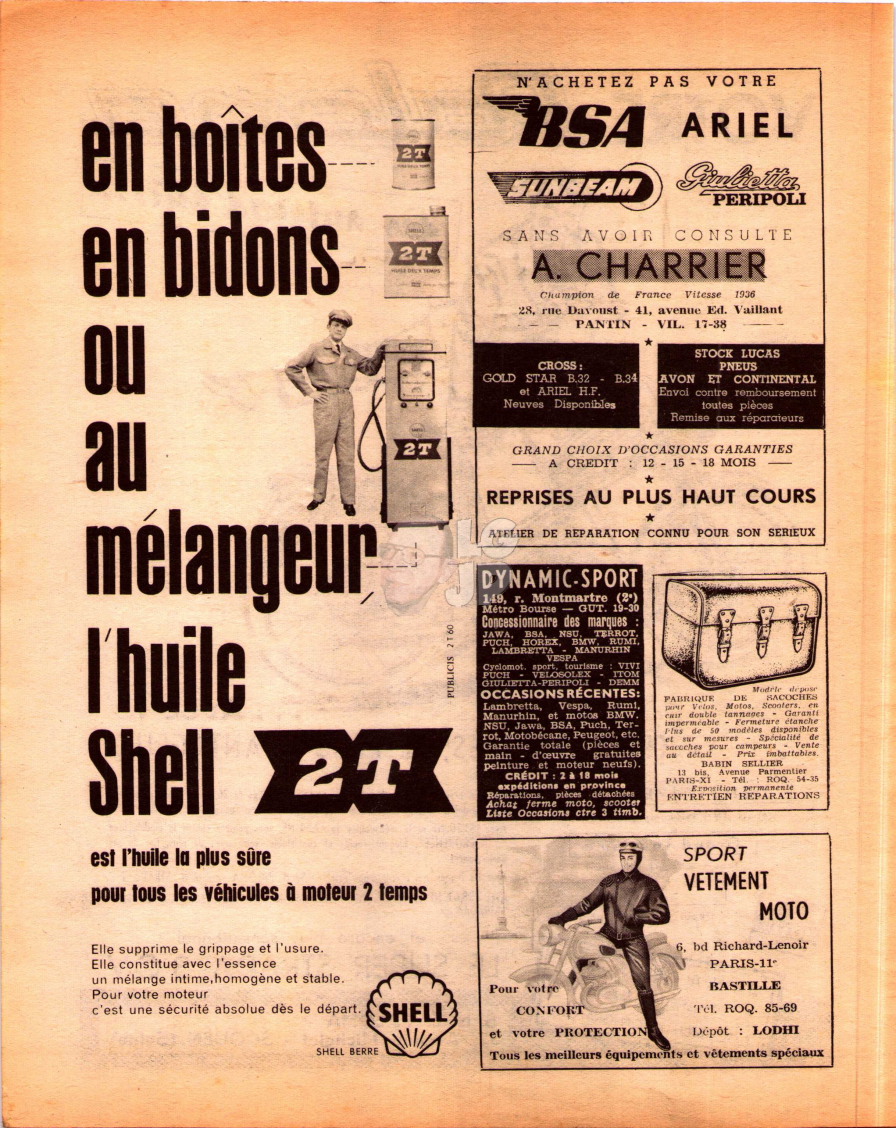 en boîtes
en bidons
ou
au
mélangeur,
l'huile
Shell 2T
est l'huile la plus sûre
pour tous les véhicules à moteur 2 temps
Elle supprime le grippage et l'usure.
Elle constitue avec l'essence
un mélange intime,homogène et stable.
Pour votre moteur
c'est une sécurité absolue dès le départ.
SHELL
SHELL BERRE
2T
SHELL
2T
HUILE DEUX TEMPS
SHELL
2T
PUBLICIS 2 T 60
N'ACHETEZ PAS VOTRE
BSA ARIEL
SUNBEAM Giulietta
PERIPOLI
SANS AVOIR CONSULTE
A. CHARRIER
Champion de France Vitesse 1936
28, rue Davoust - 41, avenue Ed. Vaillant
PANTIN - VIL. 17-38
CROSS :
GOLD STAR B.32 - B.34
et ARIEL H.F.
Neuves Disponibles
STOCK LUCAS
PNEUS
AVON ET CONTINENTAL
Envoi contre remboursement
toutes pièces
Remise aux réparateurs
GRAND CHOIX D'OCCASIONS GARANTIES
A CREDIT : 12 - 15 - 18 MOIS
REPRISES AU PLUS HAUT COURS
ATELIER DE REPARATION CONNU POUR SON SERIEUX
LCJD
DYNAMIC-SPORT
149, r. Montmartre (2e)
Métro Bourse — GUT. 19-30
Concessionnaire des marques :
JAWA, BSA, NSU, TERROT,
PUCH, HOREX, BMW, RUMI,
LAMBRETTA - MANURHIN
VESPA
Cyclomot. sport, tourisme : VIVI
PUCH - VELOSOLEX - ITOM
GIULIETTA-PERIPOLI - DEMM
OCCASIONS RÉCENTES:
Lambretta, Vespa, Rumi,
Manurhin, et motos BMW.
NSU, Jawa, BSA, Puch, Ter-
rot, Motobécane, Peugeot, etc.
Garantie totale (pièces et
main - d'œuvre gratuites
peinture et moteur neufs).
CRÉDIT : 2 à 18 mois
expéditions en province
Réparations, pièces détachées
Achat ferme moto, scooter
Liste Occasions ctre 3 timb.
Modèle déposé
FABRIQUE DE SACOCHES
pour Vélos, Motos, Scooters, en
cuir double tannages - Garanti
imperméable - Fermeture étanche
Plus de 50 modèles disponibles
et sur mesures - Spécialité de
sacoches pour campeurs - Vente
au détail - Prix imbattables.
BABIN SELLIER
13 bis, Avenue Parmentier
PARIS-XI - Tél. : ROQ. 54-35
Exposition permanente
ENTRETIEN REPARATIONS
SPORT
VETEMENT
MOTO
6, bd Richard-Lenoir
PARIS-11e
BASTILLE
Tél. ROQ. 85-69
Dépôt : LODHI
Pour votre
CONFORT
et votre PROTECTION
Tous les meilleurs équipements et vêtements spéciaux